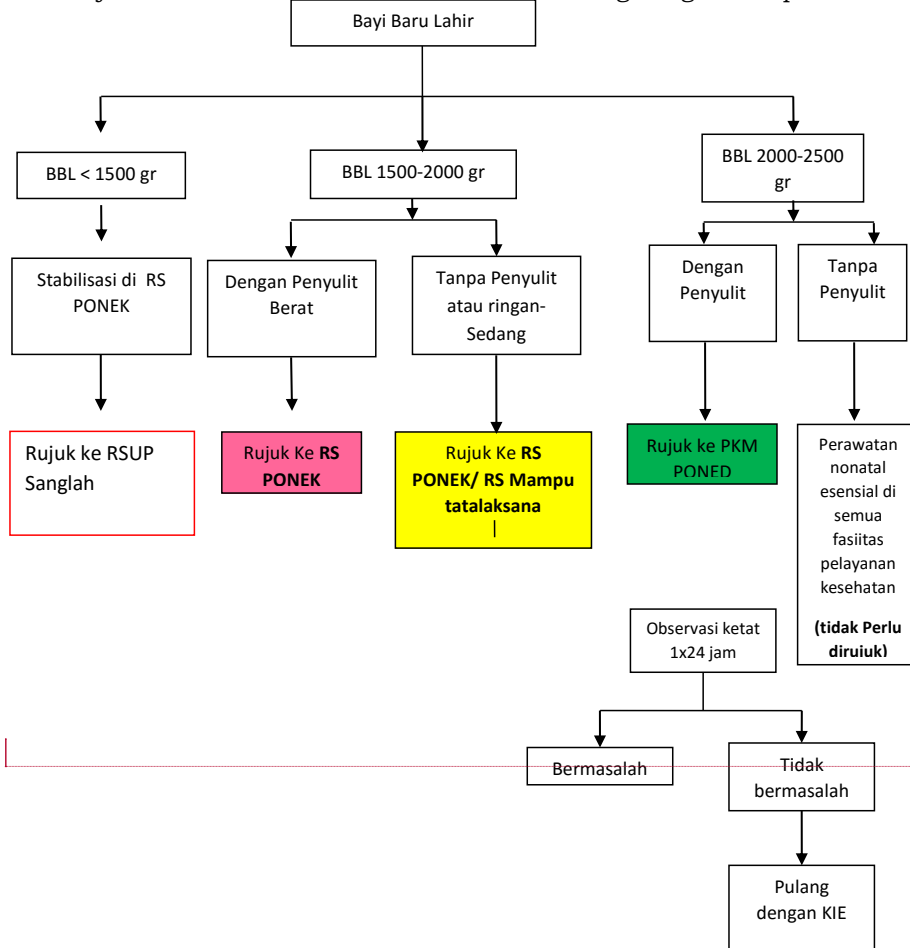 Bayi Baru Lahir
BBL < 1500 gr
BBL 1500-2000 gr
BBL 2000-2500
gr
Stabilisasi di RS
PONEK
Dengan Penyulit
Berat
Tanpa Penyulit
atau ringan-
Sedang
Dengan
Penyulit
Tanpa
Penyulit
Rujuk ke RSUP
Sanglah
Rujuk Ke RS
PONEK
Rujuk Ke RS
PONEK/ RS Mampu
tatalaksana
Rujuk ke PKM
PONED
Perawatan
nonatal
esensial di
semua
fasiitas
pelayanan
kesehatan
(tidak Perlu
dirujuk)
Observasi ketat
1x24 jam
Bermasalah
Tidak
bermasalah
Pulang
dengan KIE